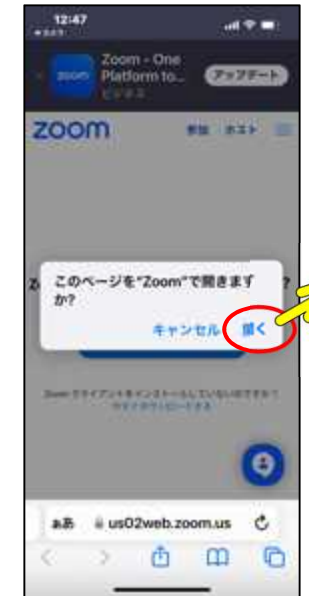 12:47
Zoom - One
Platform to...
アップデート
ビジネス
zoom
zoom
参加 ホスト
このページを"Zoom"で開きます
か?
キャンセル 開く
ぁあ us02web.zoom.us